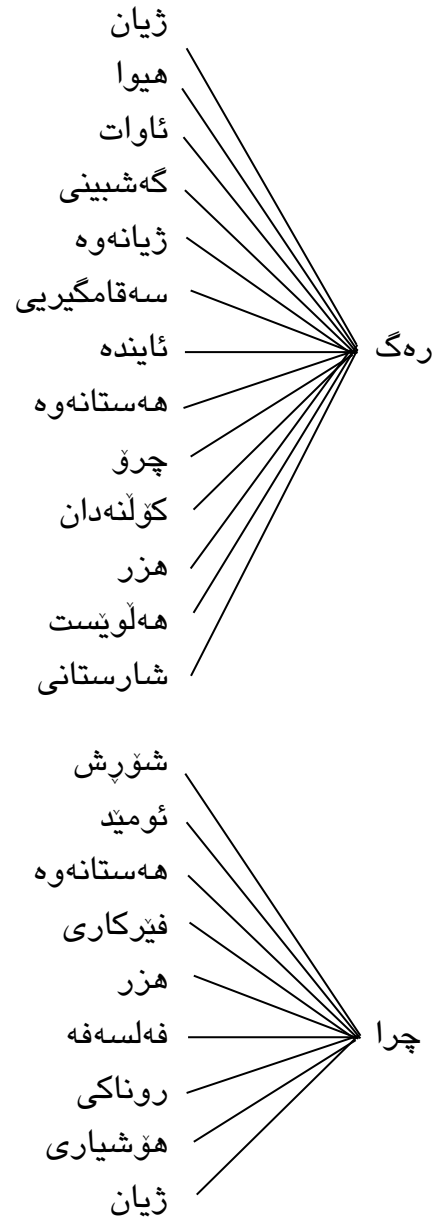 ژیان
هیوا
ئاوات
گەشبینی
ژیانەوە
سەقامگیریی
رەگ
ئایندە
هەستانەوە
چرۆ
کۆڵنەدان
هزر
هەڵوێست
شارستانی
شۆڕش
ئومێد
هەستانەوە
فێرکاری
هزر
چرا
فەلسەفە
روناکی
هۆشیاری
ژیان